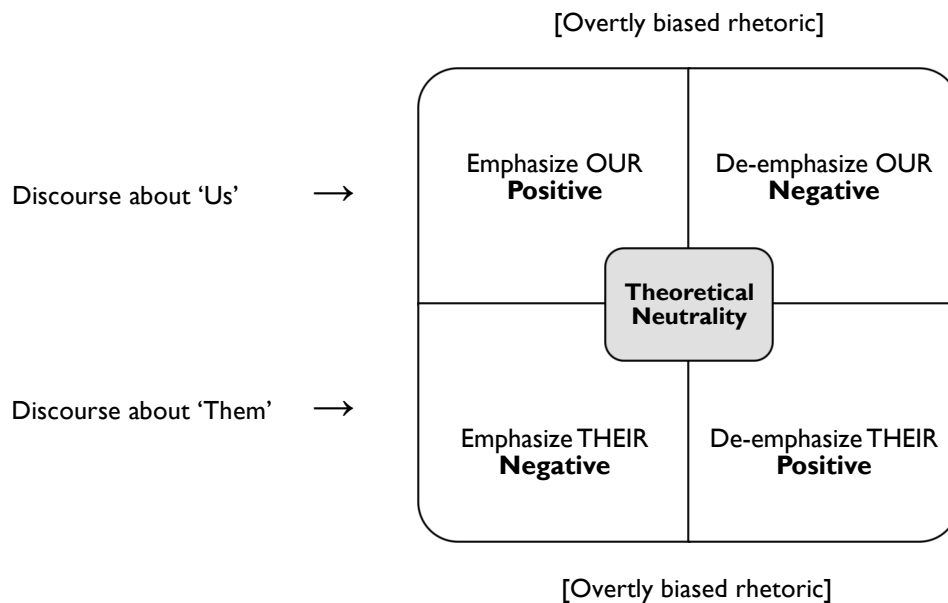 [Overtly biased rhetoric]
Discourse about ‘Us’ →
Emphasize OUR
Positive
De-emphasize OUR
Negative
Theoretical
Neutrality
Discourse about ‘Them’ →
Emphasize THEIR
Negative
De-emphasize THEIR
Positive
[Overtly biased rhetoric]